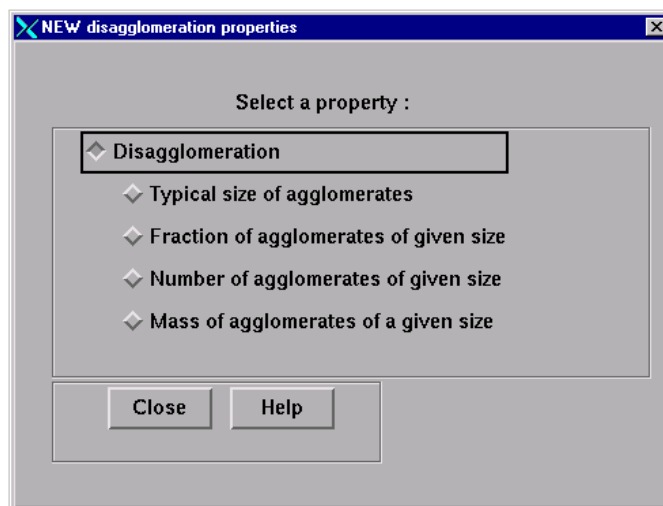 NEW disagglomeration properties
Select a property :
Disagglomeration
Typical size of agglomerates
Fraction of agglomerates of given size
Number of agglomerates of given size
Mass of agglomerates of a given size
Close Help